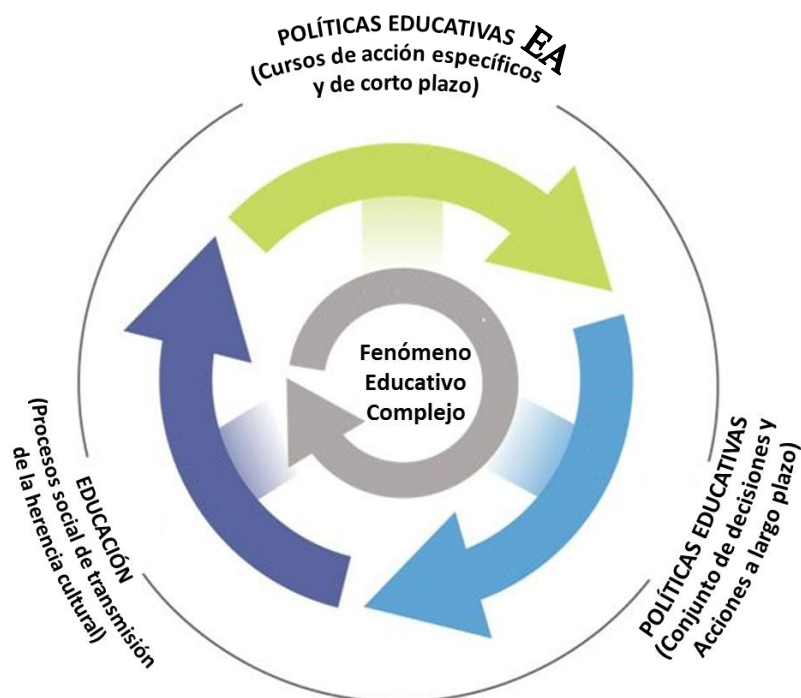 POLÍTICAS EDUCATIVAS EA
(Cursos de acción específicos
y de corto plazo)
Fenómeno
Educativo
Complejo
POLÍTICAS EDUCATIVAS
(Conjunto de decisiones y
Acciones a largo plazo)
EDUCACIÓN
(Procesos social de transmisión
de la herencia cultural)